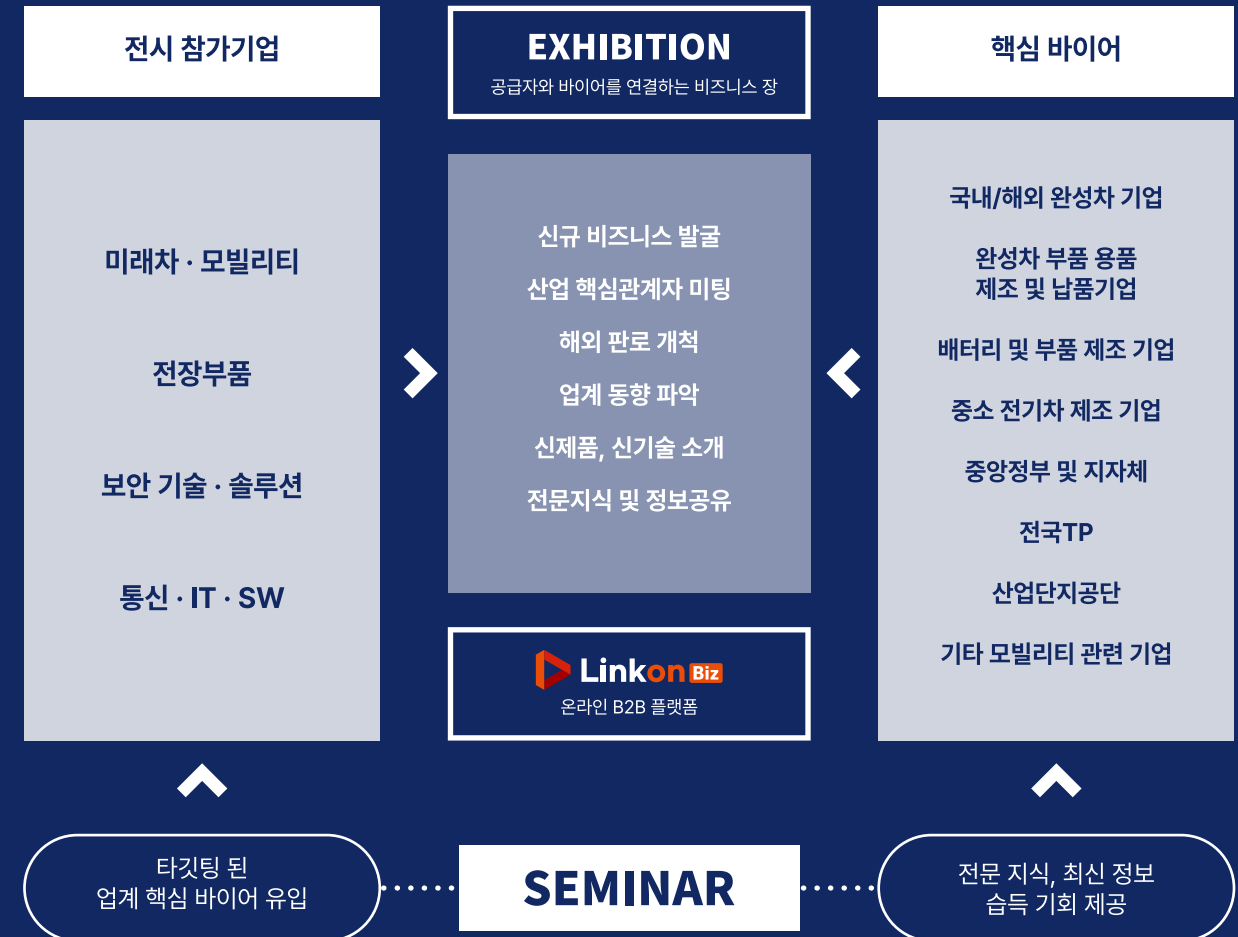 전시 참가기업
미래차 · 모빌리티
전장부품
보안 기술 · 솔루션
통신 · IT · SW
EXHIBITION
공급자와 바이어를 연결하는 비즈니스 장
신규 비즈니스 발굴
산업 핵심관계자 미팅
해외 판로 개척
업계 동향 파악
신제품, 신기술 소개
전문지식 및 정보공유
Linkon Biz
온라인 B2B 플랫폼
핵심 바이어
국내/해외 완성차 기업
완성차 부품 용품
제조 및 납품기업
배터리 및 부품 제조 기업
중소 전기차 제조 기업
중앙정부 및 지자체
전국TP
산업단지공단
기타 모빌리티 관련 기업
타깃팅 된
업계 핵심 바이어 유입
SEMINAR
전문 지식, 최신 정보
습득 기회 제공